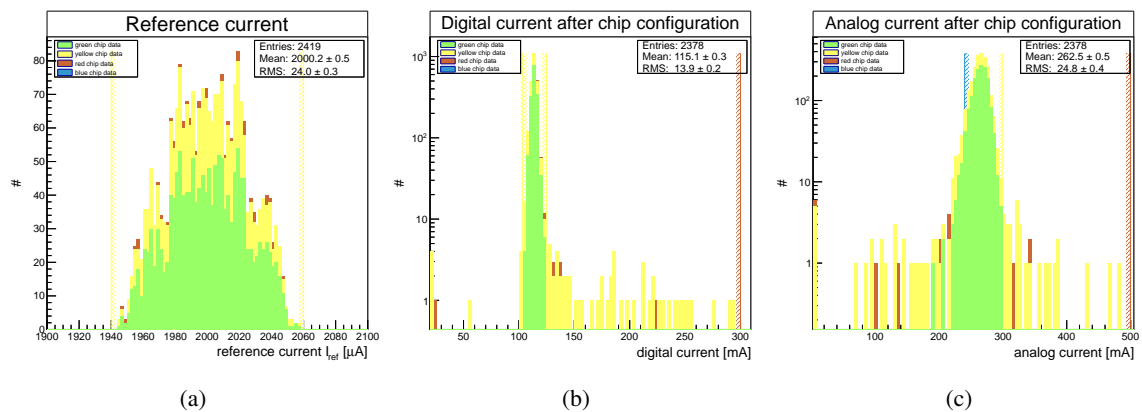 Reference current
green chip data
yellow chip data
red chip data
blue chip data
Entries: 2419
Mean: 2000.2 ± 0.5
RMS: 24.0 ± 0.3
#
80
70
60
50
40
30
20
10
0
1900 1920 1940 1960 1980 2000 2020 2040 2060 2080 2100
reference current I_ref [µA]
(a)
Digital current after chip configuration
green chip data
yellow chip data
red chip data
blue chip data
Entries: 2378
Mean: 115.1 ± 0.3
RMS: 13.9 ± 0.2
#
10³
10²
10
1
50 100 150 200 250 300
digital current [mA]
(b)
Analog current after chip configuration
green chip data
yellow chip data
red chip data
blue chip data
Entries: 2378
Mean: 262.5 ± 0.5
RMS: 24.8 ± 0.4
#
10²
10
1
100 200 300 400 500
analog current [mA]
(c)